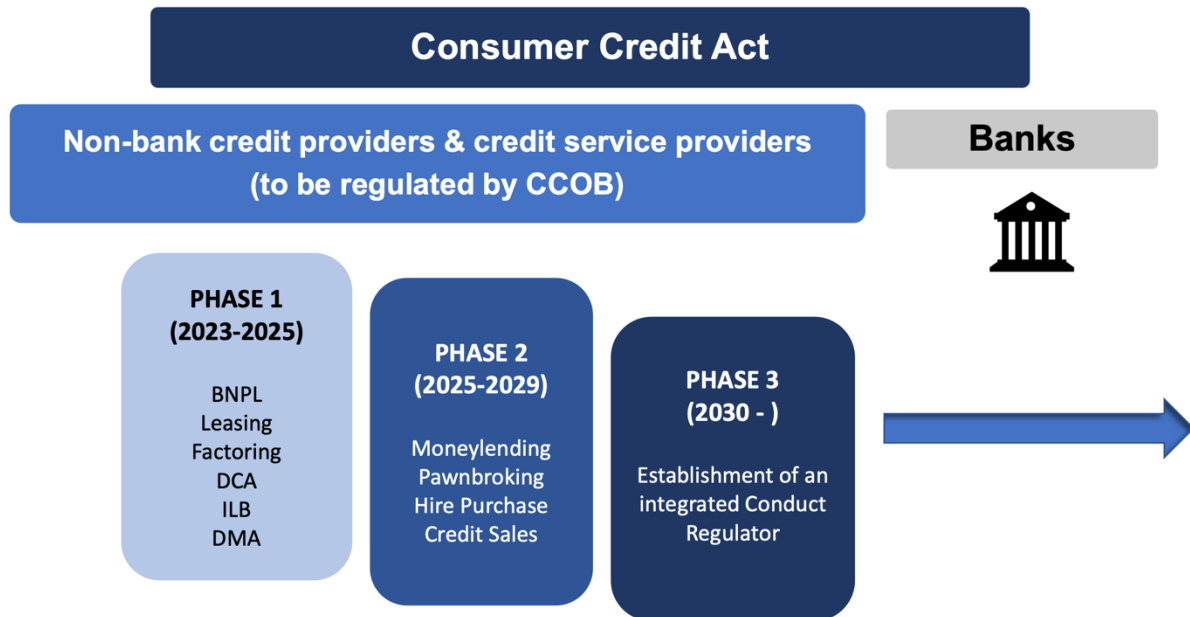 Consumer Credit Act
Non-bank credit providers & credit service providers
(to be regulated by CCOB)
Banks
PHASE 1
(2023-2025)
BNPL
Leasing
Factoring
DCA
ILB
DMA
PHASE 2
(2025-2029)
Moneylending
Pawnbroking
Hire Purchase
Credit Sales
PHASE 3
(2030 - )
Establishment of an
integrated Conduct
Regulator